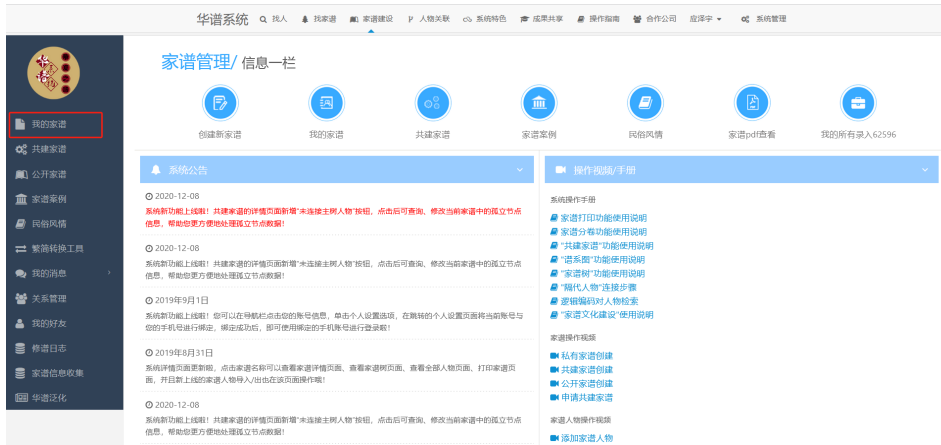 华谱系统 找人 找家谱 家谱建设 人物关联 系统特色 成果共享 操作指南 合作公司 应泽宇 系统管理
家谱管理/ 信息一栏
创建新家谱 我的家谱 共建家谱 家谱案例 民俗风情 家谱pdf查看 我的所有录入62596
我的家谱
共建家谱
公开家谱
家谱案例
民俗风情
繁简转换工具
我的消息
关系管理
我的好友
修谱日志
家谱信息收集
华谱泛化
系统公告
2020-12-08
系统新功能上线啦！共建家谱的详情页面新增"未连接主树人物"按钮，点击后可查询、修改当前家谱中的孤立节点
信息，帮助您更方便地处理孤立节点数据！
2020-12-08
系统新功能上线啦！共建家谱的详情页面新增"未连接主树人物"按钮，点击后可查询、修改当前家谱中的孤立节点
信息，帮助您更方便地处理孤立节点数据！
2019年9月1日
系统新功能上线啦！您可以在导航栏点击您的账号信息，单击个人设置选项，在跳转的个人设置页面将当前账号与
您的手机号进行绑定，绑定成功后，即可使用绑定的手机账号进行登录啦！
2019年8月31日
系统详情页面更新啦，点击家谱名称可以查看家谱详情页面、查看家谱树页面、查看全部人物页面、打印家谱页
面，并且新上线的家谱人物导入/出也在该页面操作哦！
2020-12-08
系统新功能上线啦！共建家谱的详情页面新增"未连接主树人物"按钮，点击后可查询、修改当前家谱中的孤立节点
信息，帮助您更方便地处理孤立节点数据！
操作视频/手册
系统操作手册
家谱打印功能使用说明
家谱分卷功能使用说明
"共建家谱"功能使用说明
"谱系图"功能使用说明
"家谱树"功能使用说明
"隔代人物"连接步骤
逻辑编码对人物检索
"家谱文化建设"使用说明
家谱操作视频
私有家谱创建
共建家谱创建
公开家谱创建
申请共建家谱
家谱人物操作视频
添加家谱人物